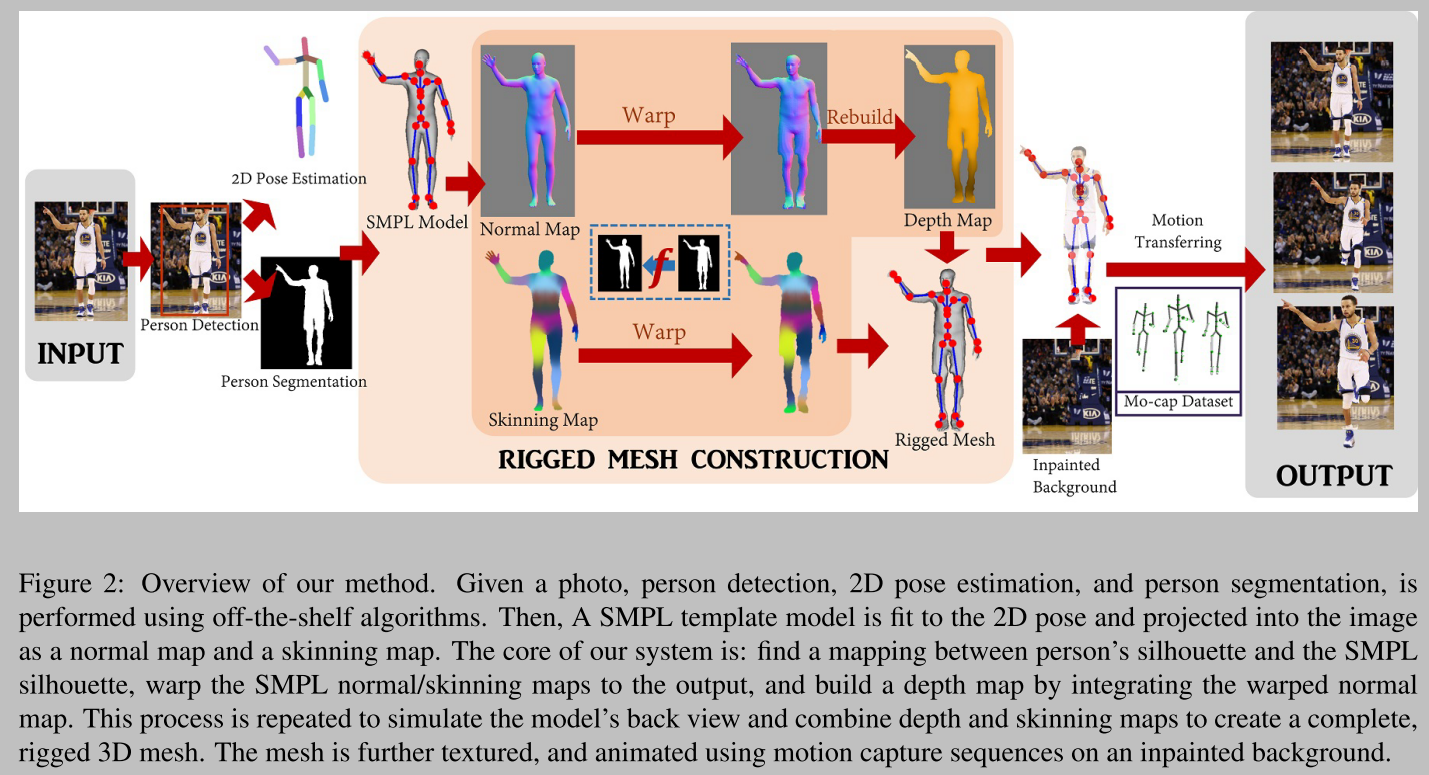 2D Pose Estimation
INPUT
Person Detection
Person Segmentation
SMPL Model
Normal Map
Warp
Rebuild
Depth Map
f
Warp
Skinning Map
Rigged Mesh
RIGGED MESH CONSTRUCTION
Motion
Transferring
Mo-cap Dataset
Inpainted
Background
KIA
KIA
KIA
KIA
OUTPUT
Figure 2: Overview of our method. Given a photo, person detection, 2D pose estimation, and person segmentation, is
performed using off-the-shelf algorithms. Then, A SMPL template model is fit to the 2D pose and projected into the image
as a normal map and a skinning map. The core of our system is: find a mapping between person's silhouette and the SMPL
silhouette, warp the SMPL normal/skinning maps to the output, and build a depth map by integrating the warped normal
map. This process is repeated to simulate the model's back view and combine depth and skinning maps to create a complete,
rigged 3D mesh. The mesh is further textured, and animated using motion capture sequences on an inpainted background.